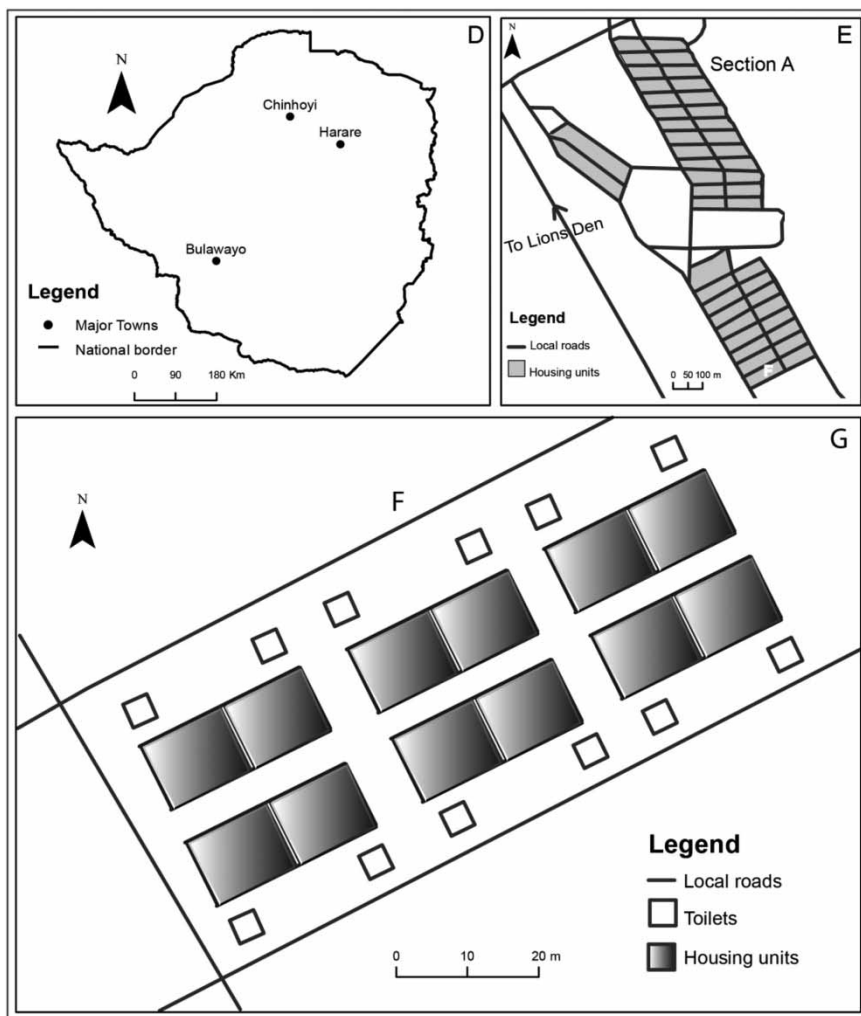 D
N
Chinhoyi
Harare
Bulawayo
Legend
Major Towns
National border
0 90 180 Km
E
N
Section A
To Lions Den
Legend
Local roads
Housing units
0 50 100 m
F
G
F
N
Legend
Local roads
Toilets
Housing units
0 10 20 m